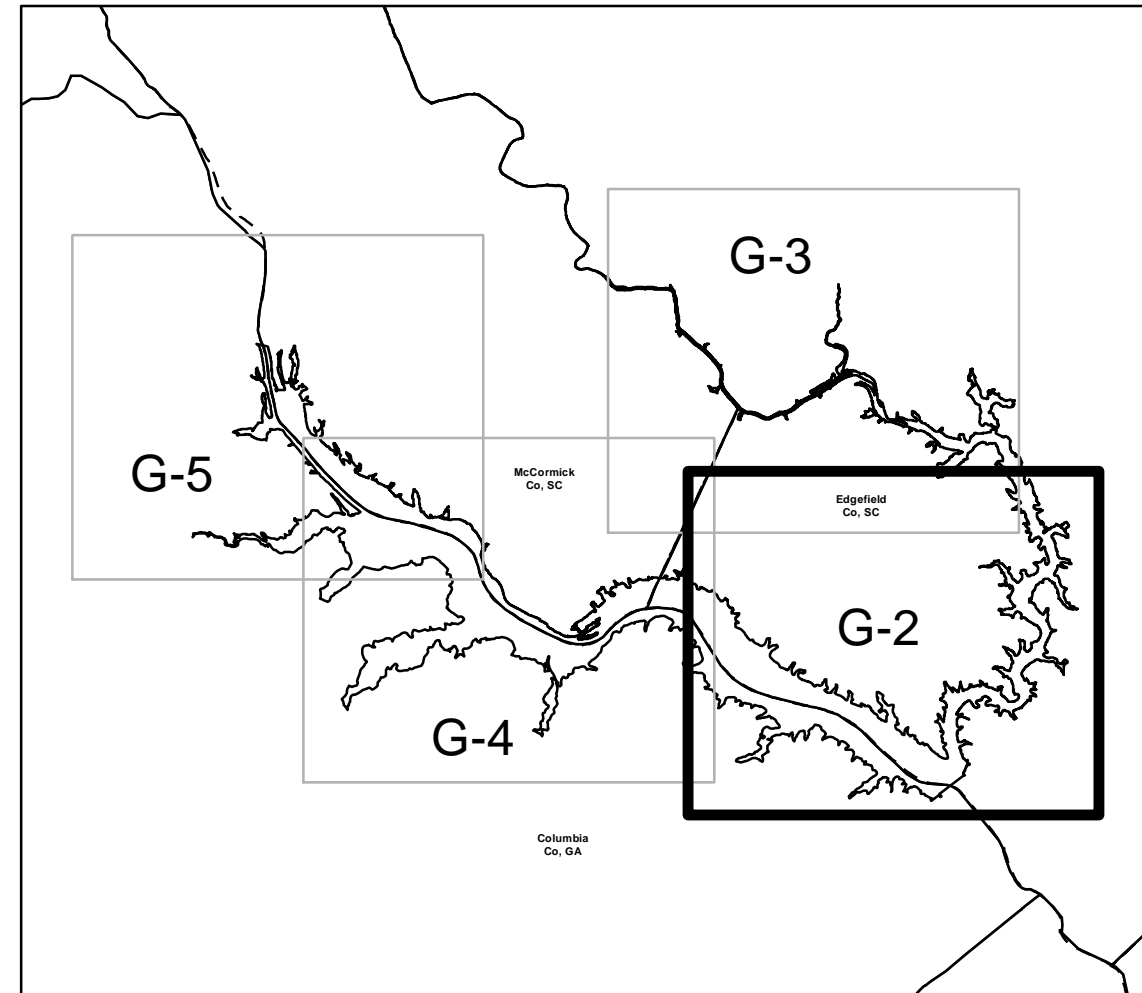 G-3
G-5
McCormick
Co, SC
Edgefield
Co, SC
G-2
G-4
Columbia
Co, GA